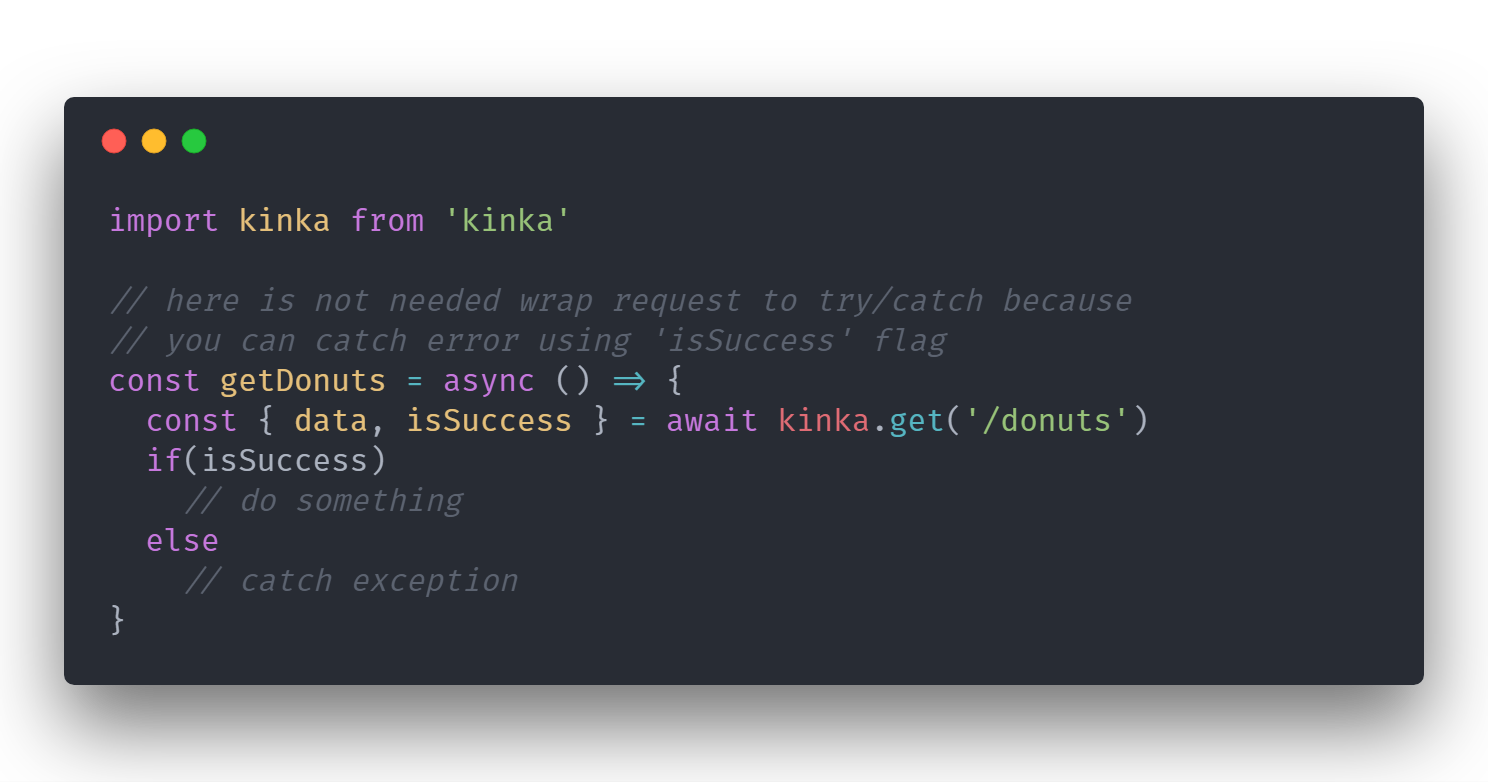 import kinka from 'kinka'

// here is not needed wrap request to try/catch because
// you can catch error using 'isSuccess' flag
const getDonuts = async () => {
  const { data, isSuccess } = await kinka.get('/donuts')
  if(isSuccess)
    // do something
  else
    // catch exception
}